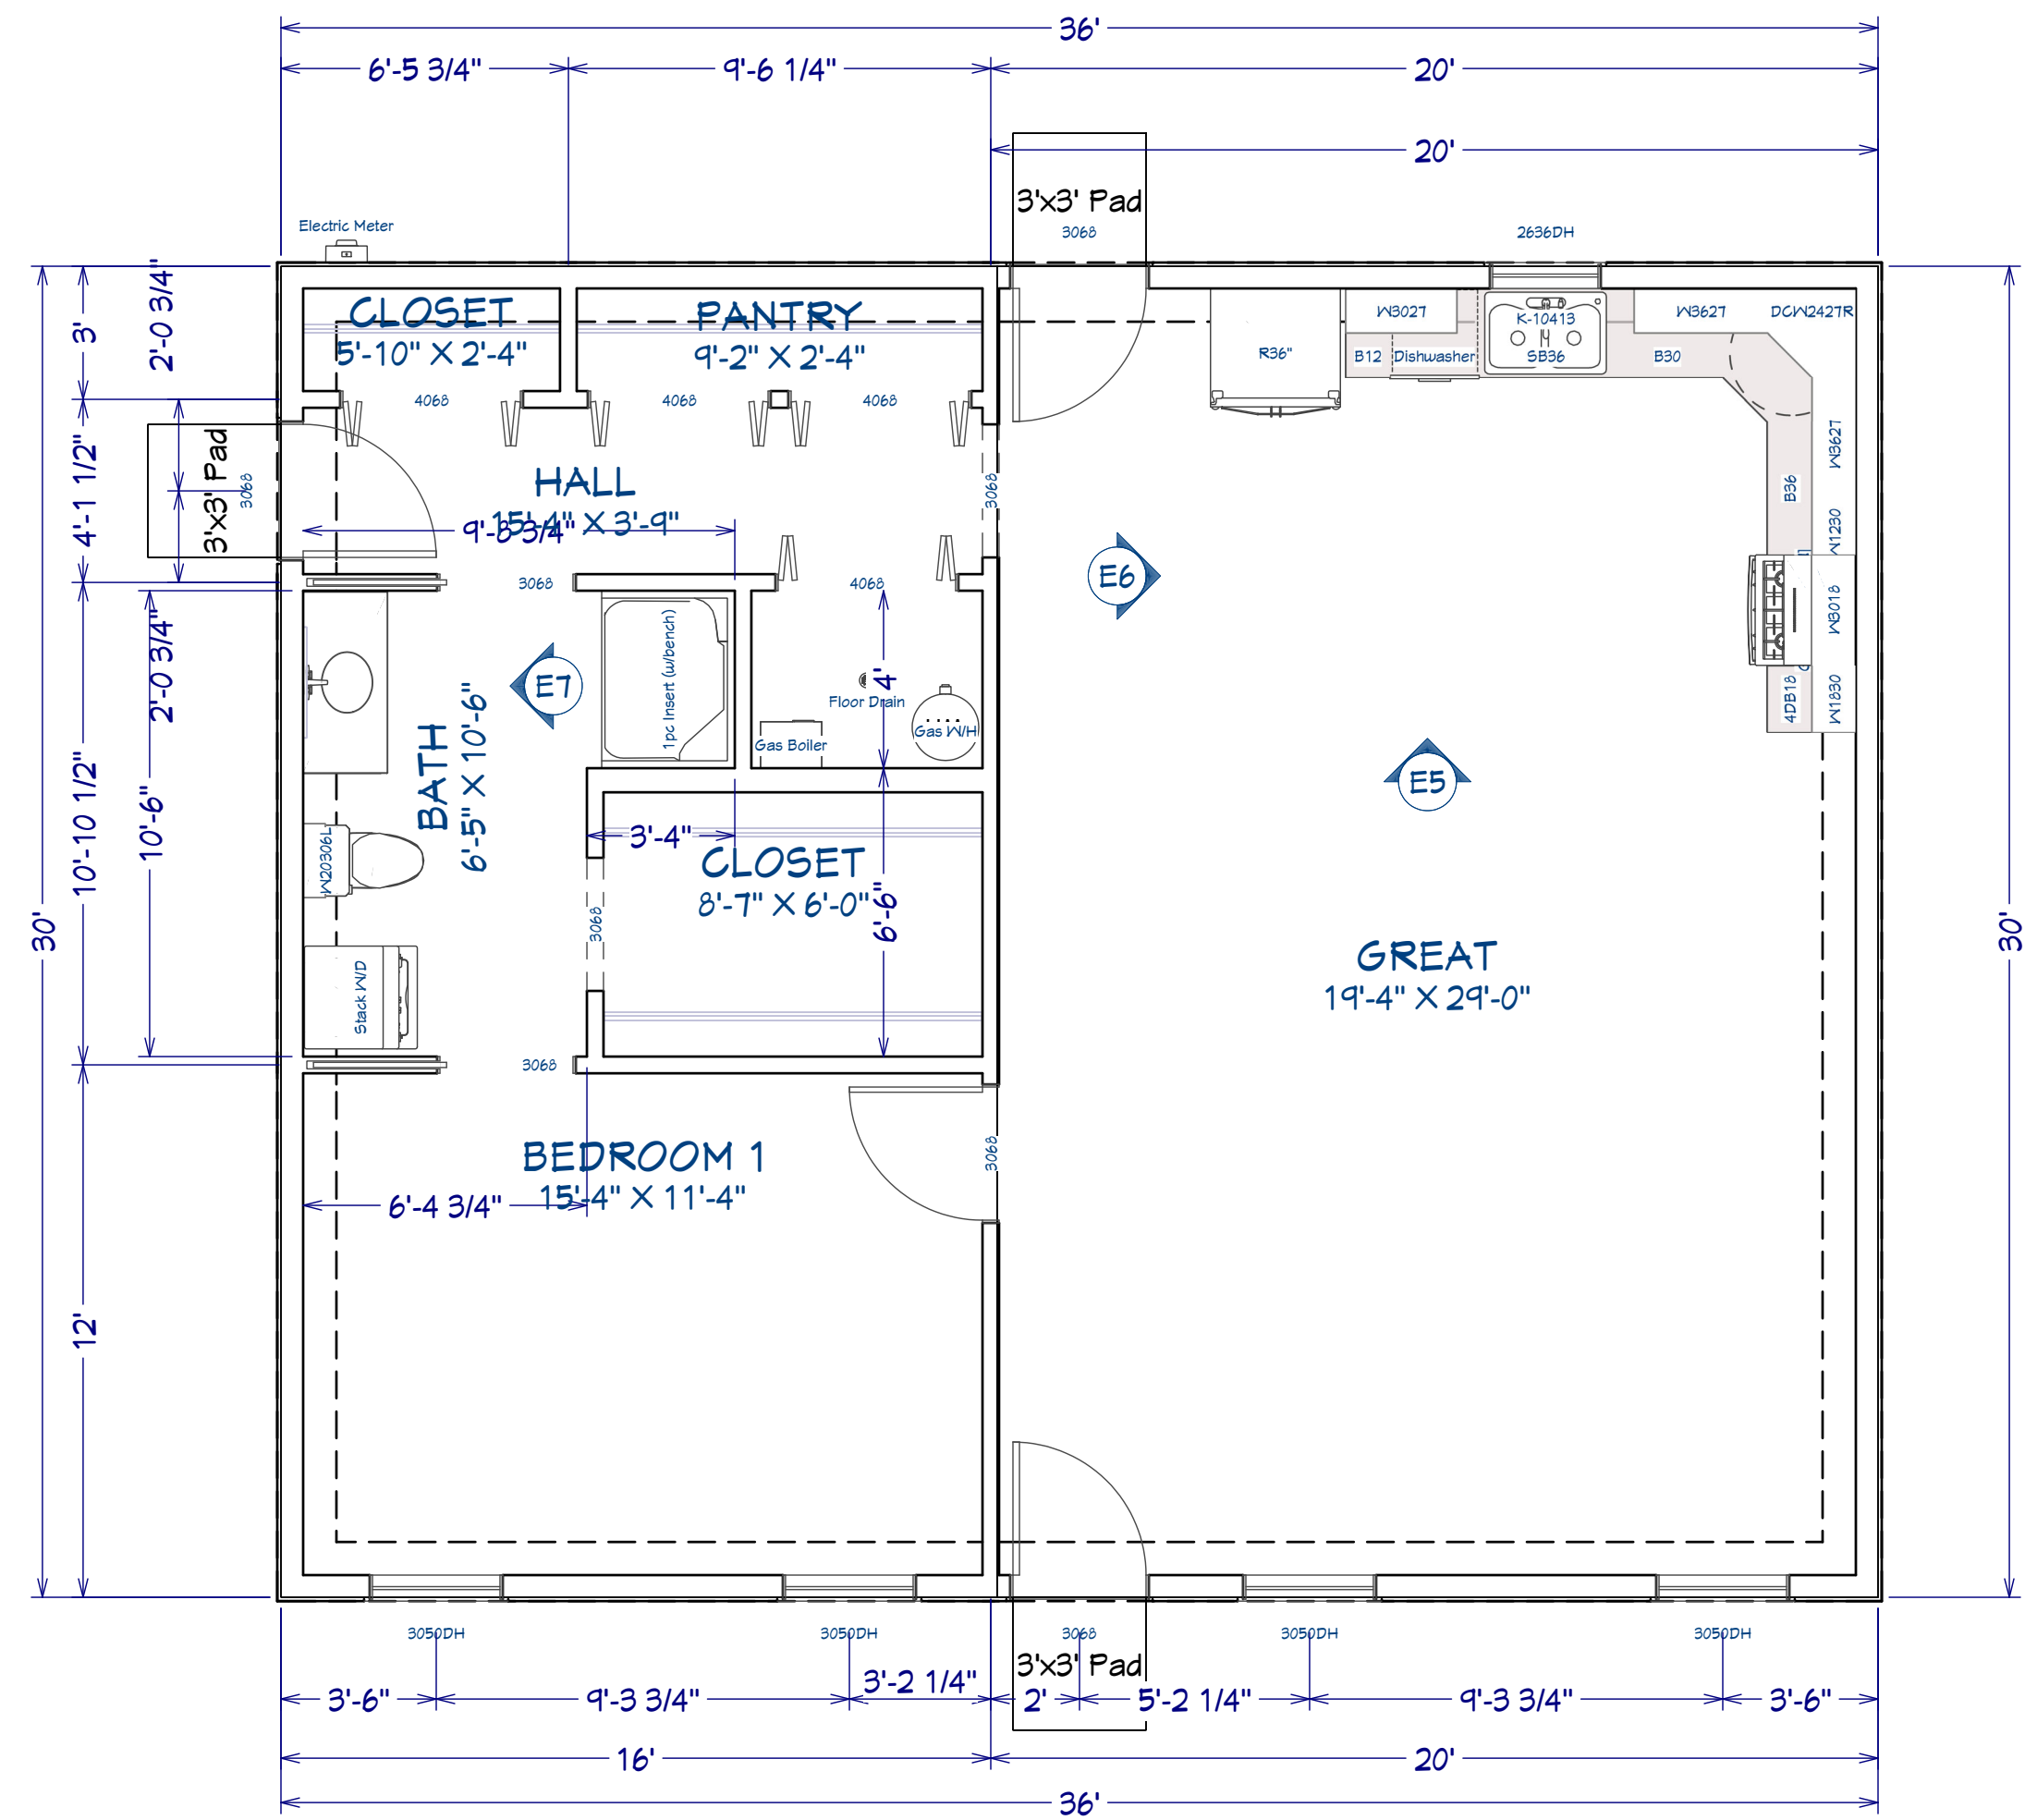 36'
6'-5 3/4"
9'-6 1/4"
20'
20'
3'x3' Pad
3068
2636DH
Electric Meter
3'
2'-0 3/4"
CLOSET
5'-10" X 2'-4"
PANTRY
9'-2" X 2'-4"
4068
4068
4068
R36"
W3027
B12
Dishwasher
K-10413
SB36
W3627
DCW2427R
B30
W3627
B36
W1230
W3018
4DB18
W1830
4'-1 1/2"
3'x3' Pad
3068
HALL
15'-4" X 3'-9"
9'-8 3/4"
3068
3068
4068
E6
E7
E5
2'-0 3/4"
10'-6"
10'-10 1/2"
BATH
6'-5" X 10'-6"
1pc Insert (w/bench)
4'
Floor Drain
Gas Boiler
Gas W/H
W20306L
Stack W/D
3'-4"
CLOSET
8'-7" X 6'-0"
6'-6"
3068
30'
30'
GREAT
19'-4" X 29'-0"
3068
3068
BEDROOM 1
15'-4" X 11'-4"
6'-4 3/4"
12'
3050DH
3050DH
3068
3050DH
3050DH
3'x3' Pad
3'-6"
9'-3 3/4"
3'-2 1/4"
2'
5'-2 1/4"
9'-3 3/4"
3'-6"
16'
20'
36'